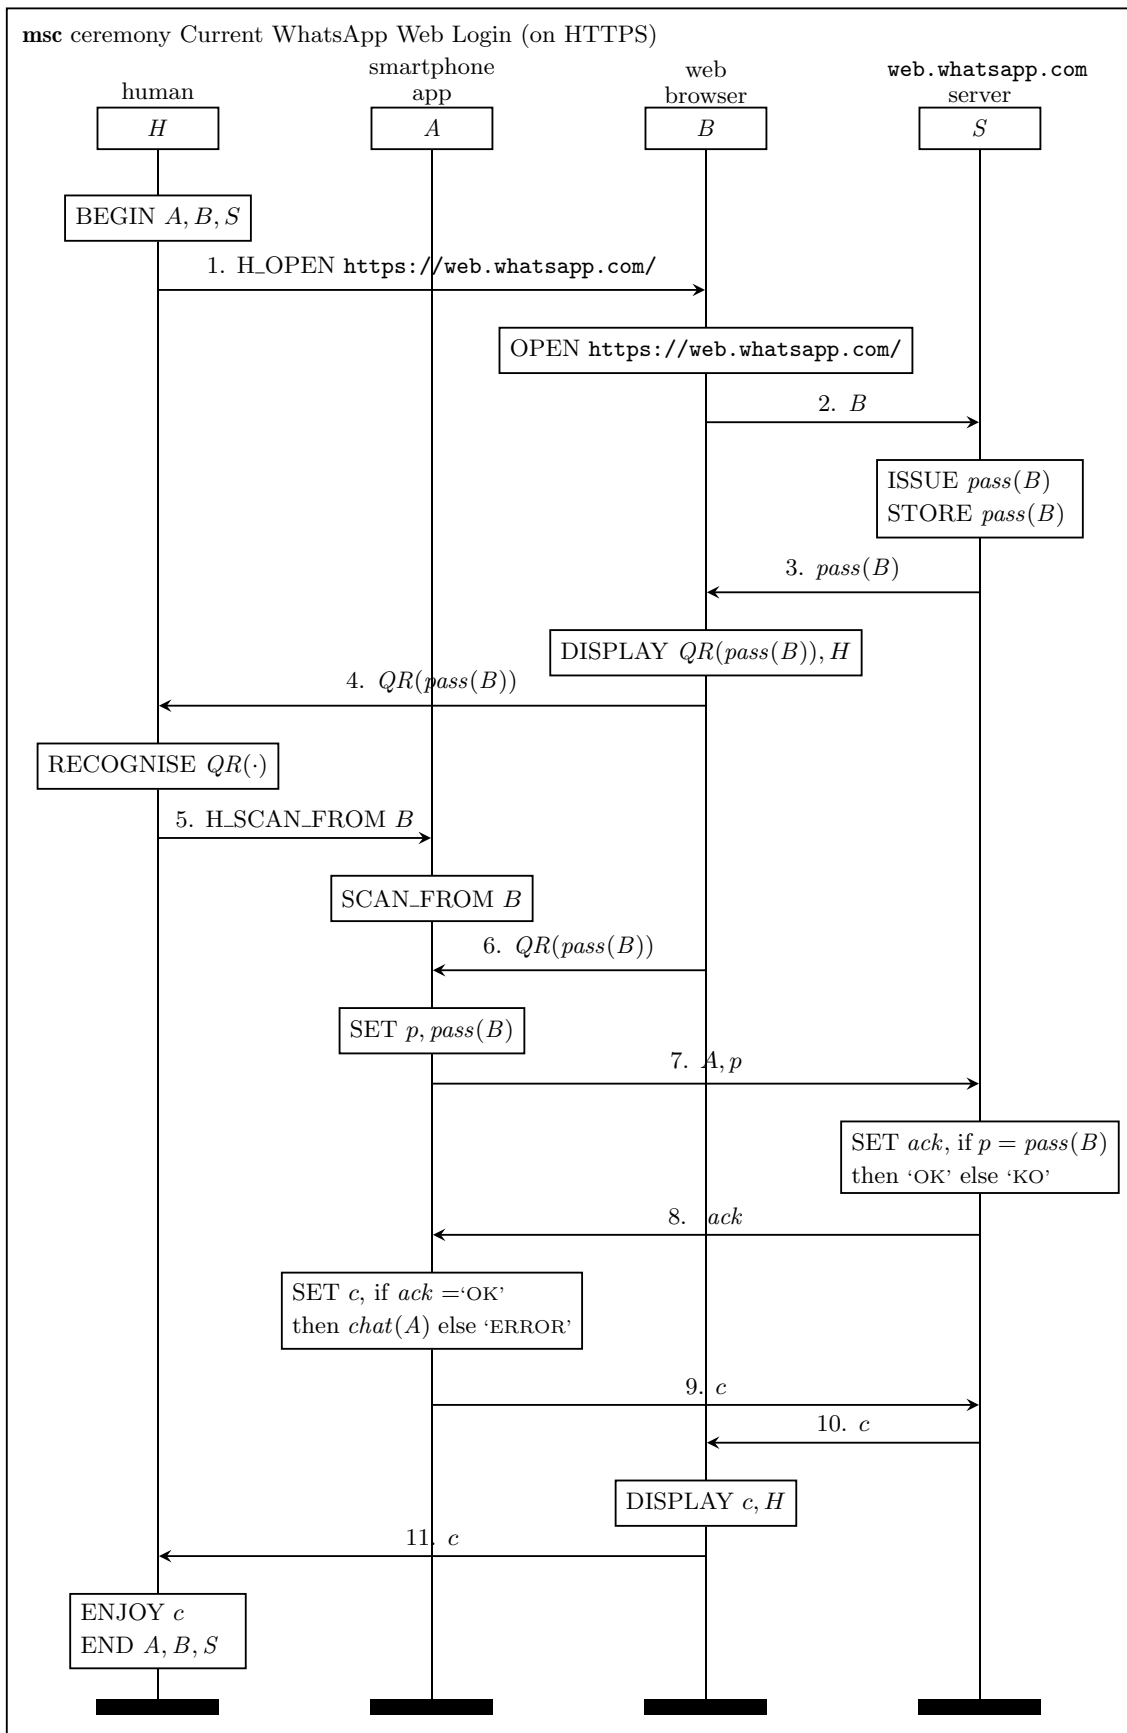 msc ceremony Current WhatsApp Web Login (on HTTPS)
human
smartphone
app
web
browser
web.whatsapp.com
server
H
A
B
S
BEGIN A, B, S
1. H_OPEN https://web.whatsapp.com/
OPEN https://web.whatsapp.com/
2. B
ISSUE pass(B)
STORE pass(B)
3. pass(B)
DISPLAY QR(pass(B)), H
4. QR(pass(B))
RECOGNISE QR(·)
5. H_SCAN_FROM B
SCAN_FROM B
6. QR(pass(B))
SET p, pass(B)
7. A, p
SET ack, if p = pass(B)
then ‘OK’ else ‘KO’
8. ack
SET c, if ack =‘OK’
then chat(A) else ‘ERROR’
9. c
10. c
DISPLAY c, H
11. c
ENJOY c
END A, B, S